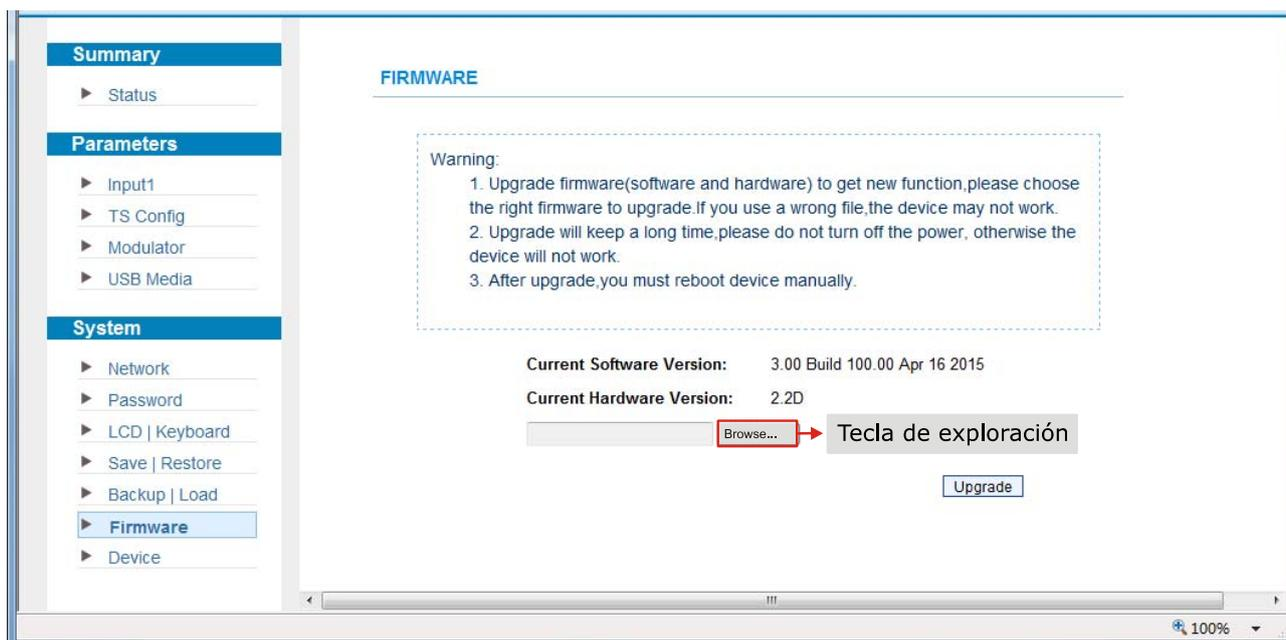 Summary
Status
Parameters
Input1
TS Config
Modulator
USB Media
System
Network
Password
LCD | Keyboard
Save | Restore
Backup | Load
Firmware
Device
FIRMWARE
Warning:
1. Upgrade firmware(software and hardware) to get new function,please choose
the right firmware to upgrade.If you use a wrong file,the device may not work.
2. Upgrade will keep a long time,please do not turn off the power, otherwise the
device will not work.
3. After upgrade,you must reboot device manually.
Current Software Version: 3.00 Build 100.00 Apr 16 2015
Current Hardware Version: 2.2D
Browse... Tecla de exploración
Upgrade
100%